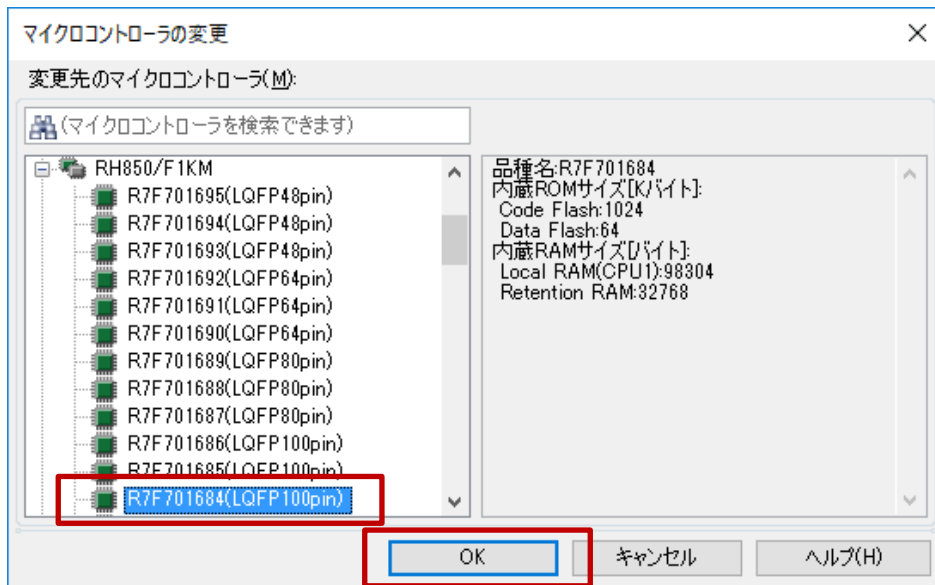 マイクロコントローラの変更
変更先のマイクロコントローラ(M):
(マイクロコントローラを検索できます)
RH850/F1KM
R7F701695(LQFP48pin)
R7F701694(LQFP48pin)
R7F701693(LQFP48pin)
R7F701692(LQFP64pin)
R7F701691(LQFP64pin)
R7F701690(LQFP64pin)
R7F701689(LQFP80pin)
R7F701688(LQFP80pin)
R7F701687(LQFP80pin)
R7F701686(LQFP100pin)
R7F701685(LQFP100pin)
R7F701684(LQFP100pin)
品種名:R7F701684
内蔵ROMサイズ[Kバイト]:
Code Flash:1024
Data Flash:64
内蔵RAMサイズ[バイト]:
Local RAM(CPU1):98304
Retention RAM:32768
OK
キャンセル
ヘルプ(H)